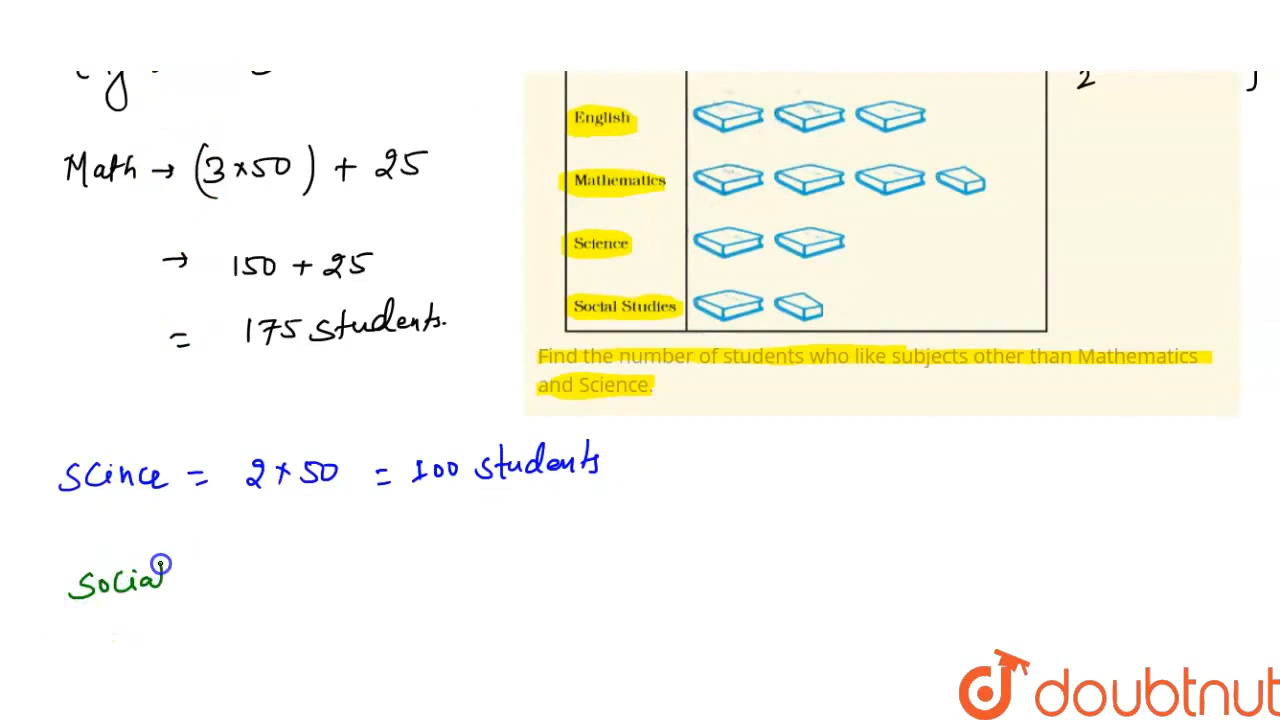 Math → (3×50) + 25
→ 150 + 25
= 175 students.
English
Mathematics
Science
Social Studies
2
Find the number of students who like subjects other than Mathematics
and Science.
Scince = 2×50 = 100 students
Social
doubtnut